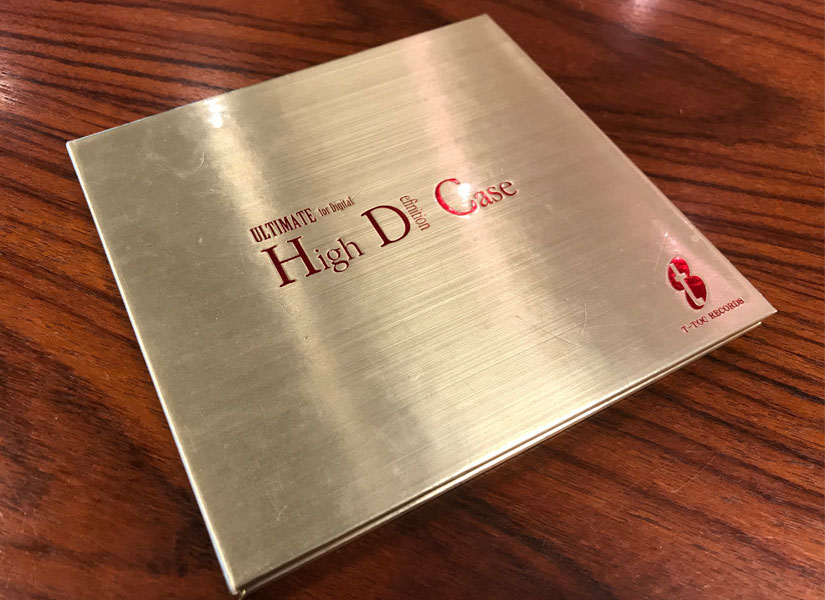 ULTIMATE for Digital
High Definition Case
t
T-TOC RECORDS